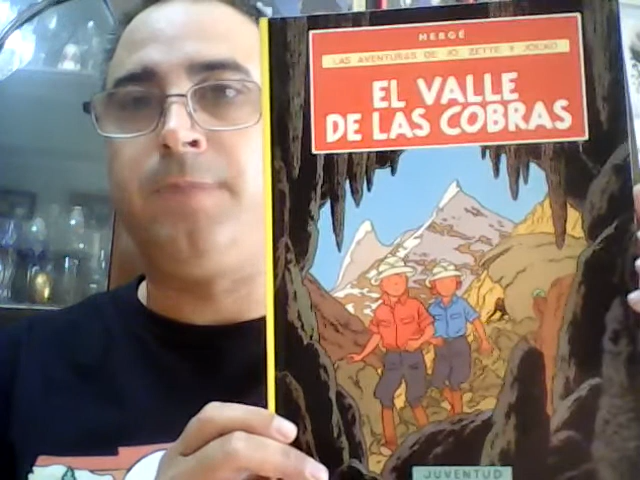 HERGÉ
LAS AVENTURAS DE JO, ZETTE Y JOCKO
EL VALLE
DE LAS COBRAS
JUVENTUD